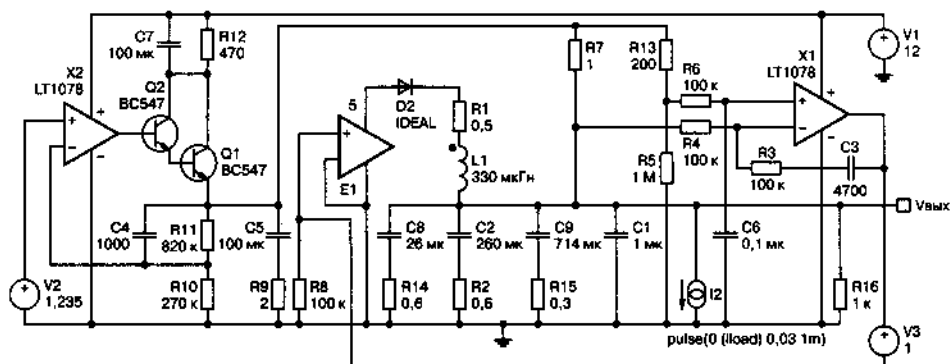 C7
100 мк
R12
470
X2
LT1078
Q2
BC547
Q1
BC547
5
D2
IDEAL
R1
0,5
L1
330 мкГн
E1
R7
1
R13
200
R6
100 к
R4
100 к
X1
LT1078
V1
12
R3
100 к
C3
4700
R5
1 М
Vвых
C4
1000
R11
820 к
C5
100 мк
C8
26 мк
C2
260 мк
C9
714 мк
C1
1 мк
C6
0,1 мк
V2
1,235
R10
270 к
R9
2
R8
100 к
R14
0,6
R2
0,6
R15
0,3
I2
R16
1 к
pulse(0 {iload} 0,03 1m)
V3
1